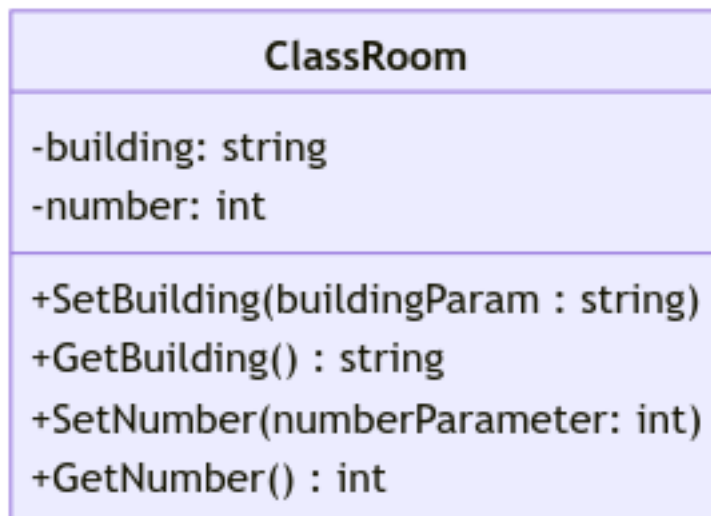 ClassRoom
-building: string
-number: int
+SetBuilding(buildingParam : string)
+GetBuilding() : string
+SetNumber(numberParameter: int)
+GetNumber() : int